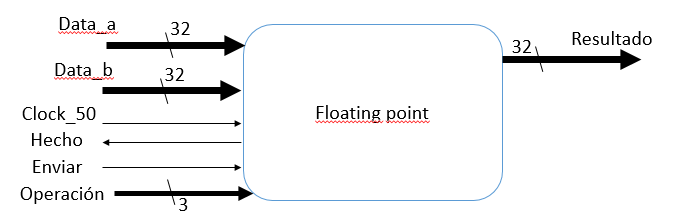 Data_a
32
Data_b
32
Clock_50
Hecho
Enviar
Operación
3
Floating point
32
Resultado